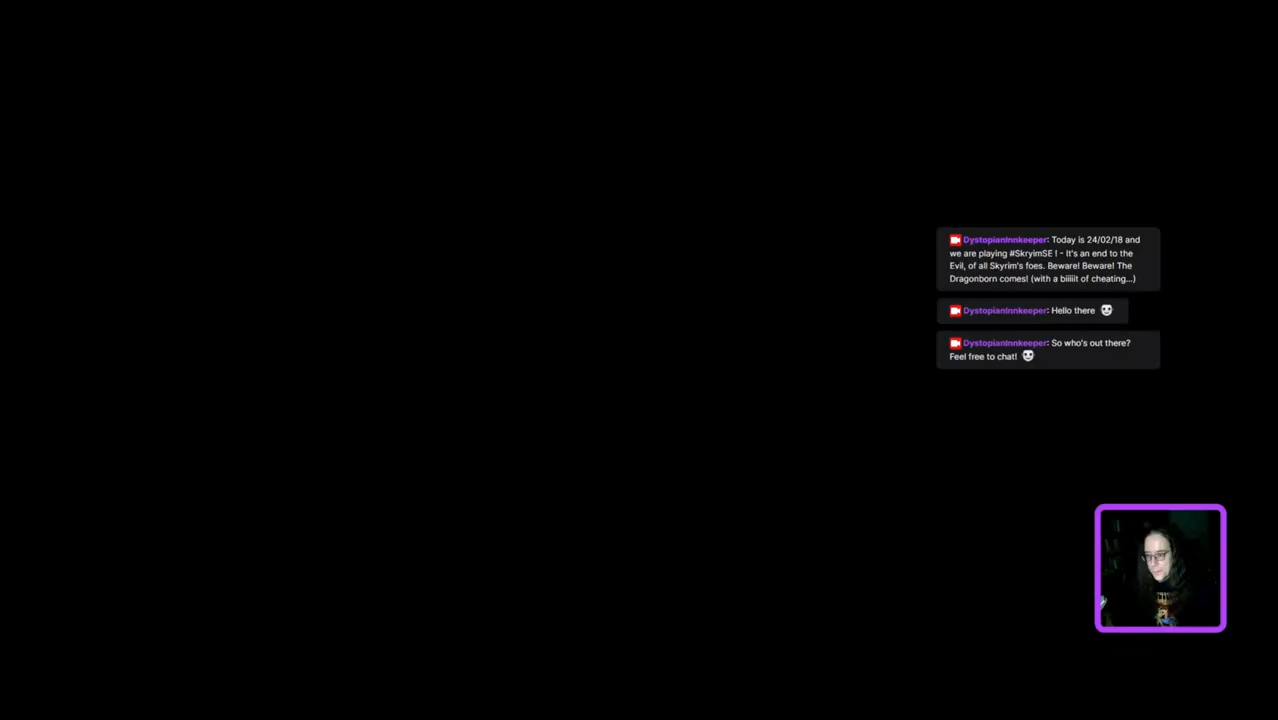 DystopianInnkeeper: Today is 24/02/18 and
we are playing #SkryimSE ! - It's an end to the
Evil, of all Skyrim's foes. Beware! Beware! The
Dragonborn comes! (with a biiiiit of cheating...)
DystopianInnkeeper: Hello there
DystopianInnkeeper: So who's out there?
Feel free to chat!